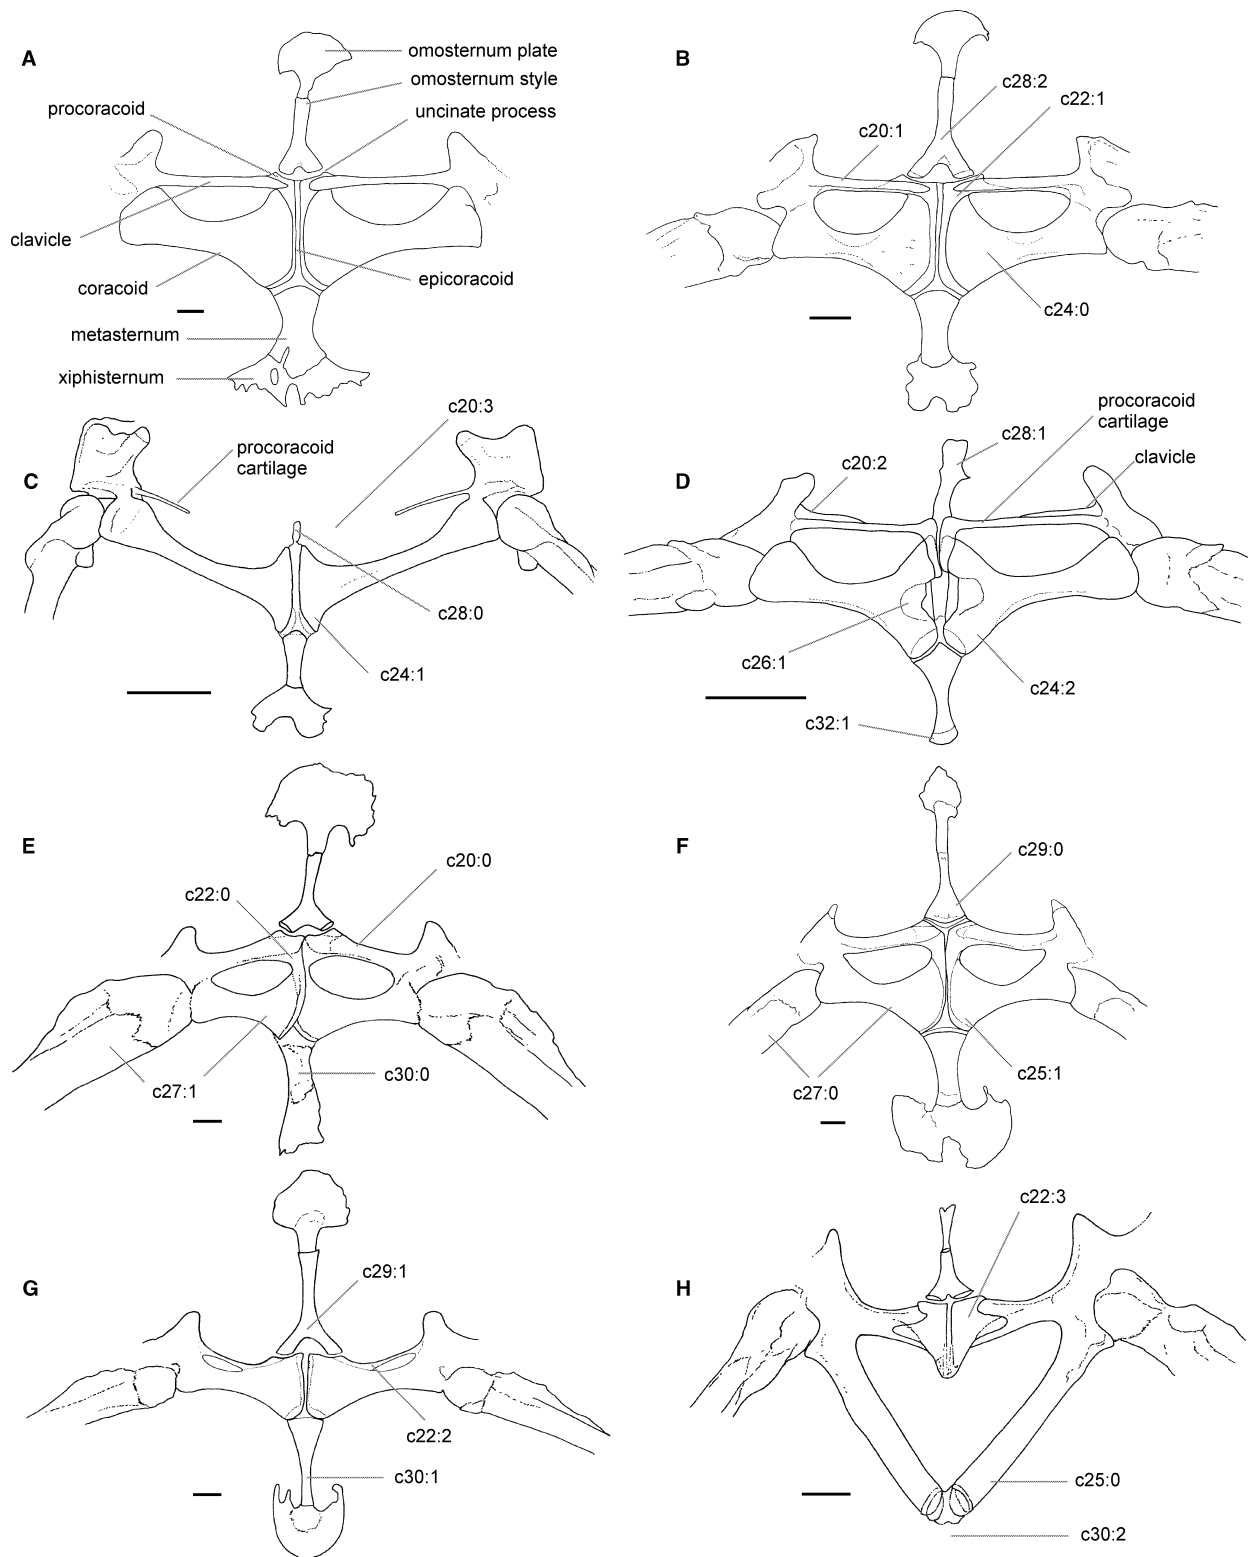 A
omosternum plate
omosternum style
procoracoid
uncinate process
clavicle
coracoid
epicoracoid
metasternum
xiphisternum
B
c28:2
c22:1
c20:1
c24:0
C
c20:3
procoracoid
cartilage
c28:0
c24:1
D
procoracoid
cartilage
c28:1
c20:2
clavicle
c26:1
c24:2
c32:1
E
c20:0
c22:0
c30:0
c27:1
F
c29:0
c25:1
c27:0
G
c29:1
c22:2
c30:1
H
c22:3
c25:0
c30:2